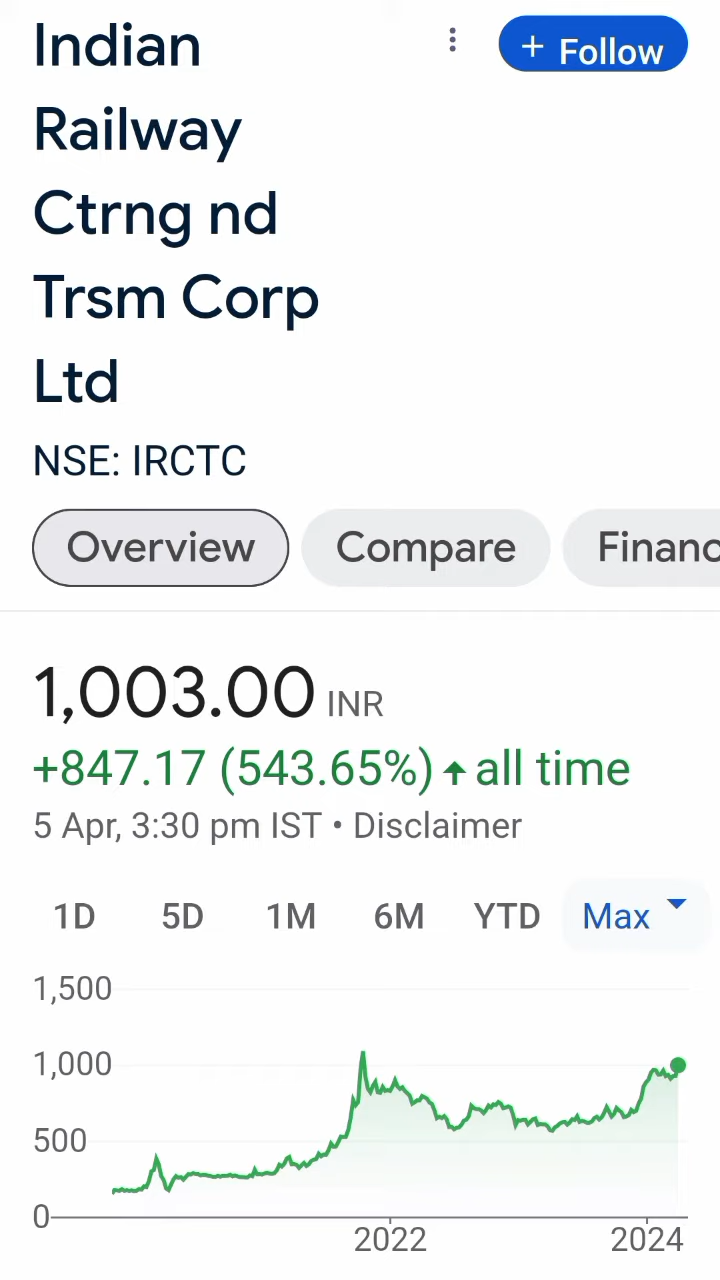 Indian
Railway
Ctrng nd
Trsm Corp
Ltd
+ Follow
NSE: IRCTC
Overview
Compare
Financ
1,003.00 INR
+847.17 (543.65%) ↑ all time
5 Apr, 3:30 pm IST • Disclaimer
1D 5D 1M 6M YTD Max
1,500
1,000
500
0
2022 2024